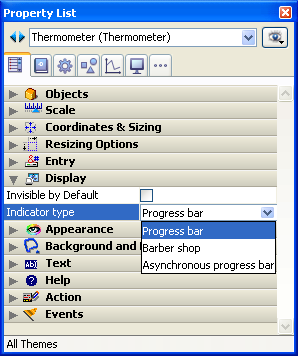 Property List
Thermometer (Thermometer)
Objects
Scale
Coordinates & Sizing
Resizing Options
Entry
Display
Invisible by Default
Indicator type Progress bar
Progress bar
Barber shop
Asynchronous progress bar
Appearance
Background and
Text
Help
Action
Events
All Themes